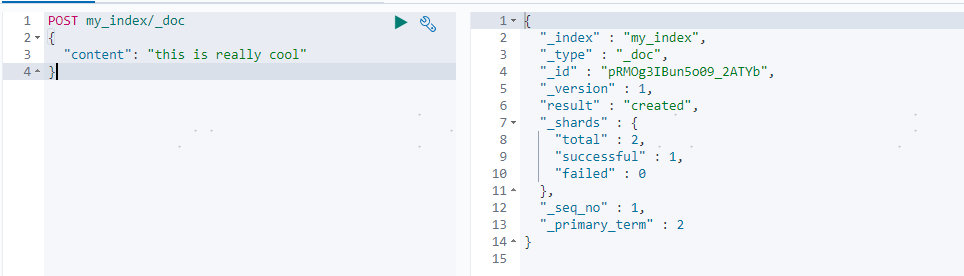 1 POST my_index/_doc
2 {
3 "content": "this is really cool"
4 }
1 {
2 "_index" : "my_index",
3 "_type" : "_doc",
4 "_id" : "pRMOg3IBun5o09_2ATYb",
5 "_version" : 1,
6 "result" : "created",
7 "_shards" : {
8 "total" : 2,
9 "successful" : 1,
10 "failed" : 0
11 },
12 "_seq_no" : 1,
13 "_primary_term" : 2
14 }
15